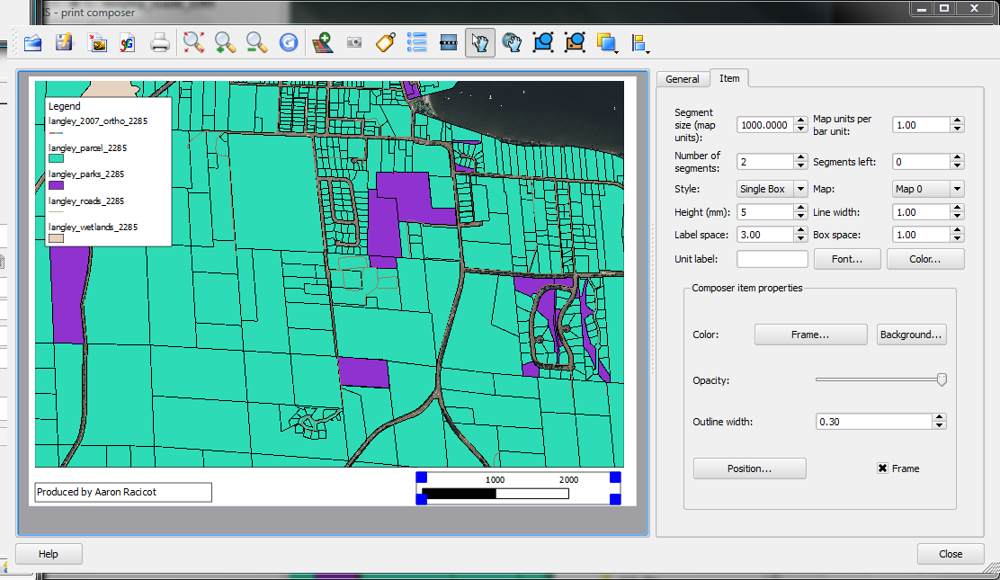 S - print composer
Legend
langley_2007_ortho_2285
langley_parcel_2285
langley_parks_2285
langley_roads_2285
langley_wetlands_2285
1000
2000
Produced by Aaron Racicot
General
Item
Segment
size (map
units):
1000.0000
Map units per
bar unit:
1.00
Number of
segments:
2
Segments left:
0
Style:
Single Box
Map:
Map 0
Height (mm):
5
Line width:
1.00
Label space:
3.00
Box space:
1.00
Unit label:
Font...
Color...
Composer item properties
Color:
Frame...
Background...
Opacity:
Outline width:
0.30
Position...
Frame
Help
Close